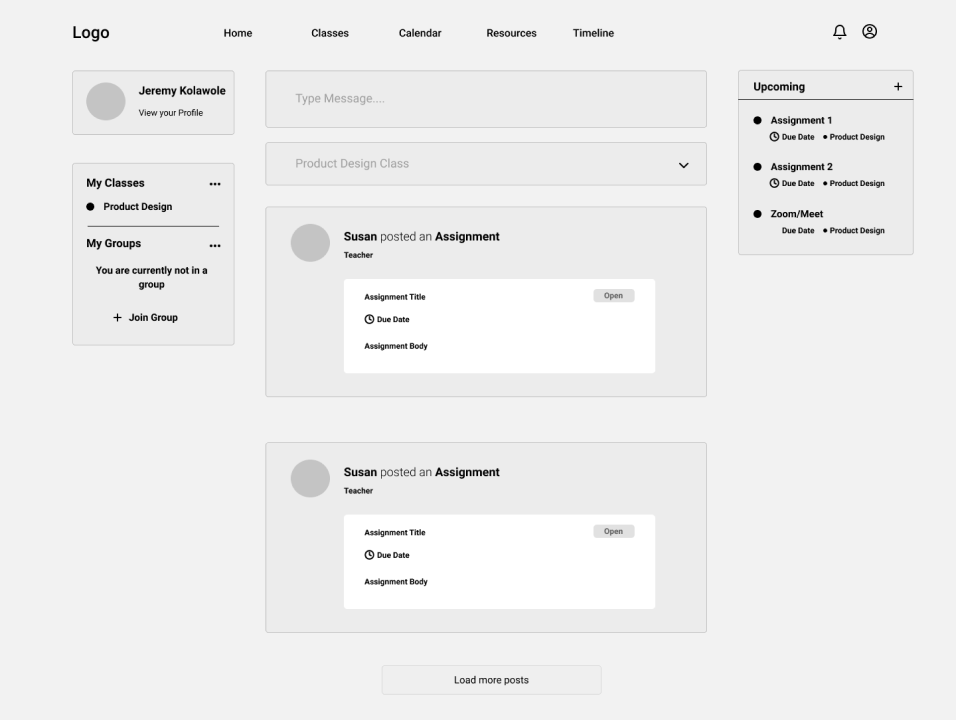 Logo
Home
Classes
Calendar
Resources
Timeline
Jeremy Kolawole
View your Profile
My Classes
Product Design
My Groups
You are currently not in a
group
+ Join Group
Type Message....
Product Design Class
Susan posted an Assignment
Teacher
Assignment Title
Open
Due Date
Assignment Body
Susan posted an Assignment
Teacher
Assignment Title
Open
Due Date
Assignment Body
Load more posts
Upcoming +
Assignment 1
Due Date • Product Design
Assignment 2
Due Date • Product Design
Zoom/Meet
Due Date • Product Design